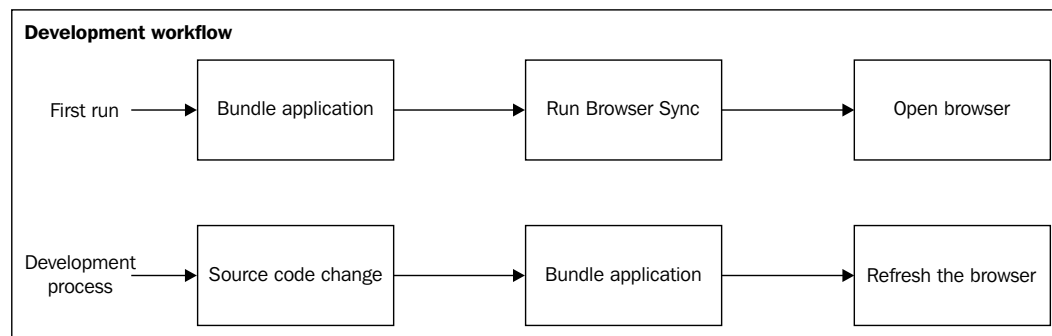 Development workflow
First run
Bundle application
Run Browser Sync
Open browser
Development
process
Source code change
Bundle application
Refresh the browser